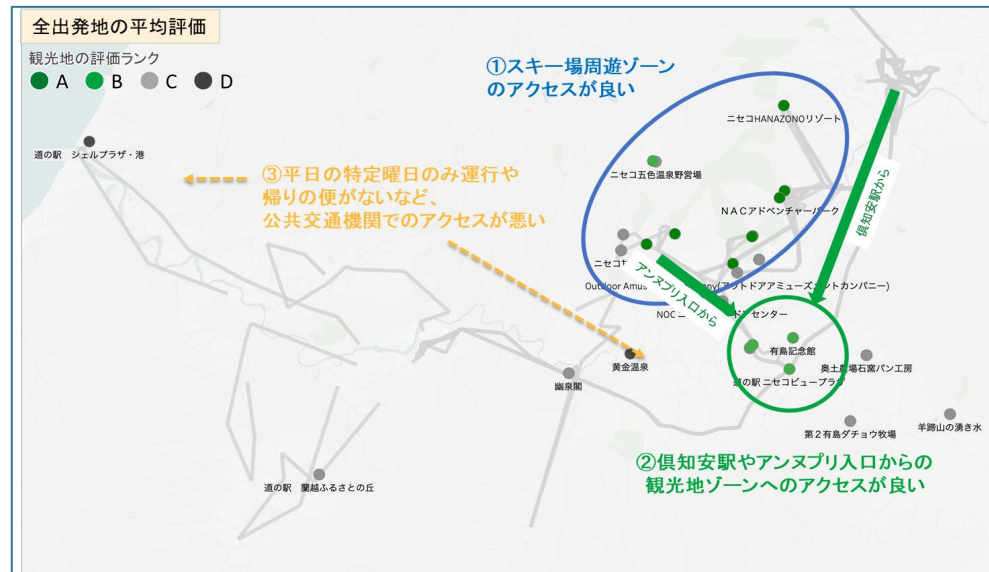 全出発地の平均評価
観光地の評価ランク
A B C D
①スキー場周遊ゾーン
のアクセスが良い
ニセコHANAZONOリゾート
道の駅 シェルプラザ・港
ニセコ五色温泉野営場
③平日の特定曜日のみ運行や
帰りの便がないなど、
公共交通機関でのアクセスが悪い
NACアドベンチャーパーク
倶知安駅から
ニセコ
アンヌプリ入口から
(アウトドアアミューズメントカンパニー)
Outdoor
NOC
ドアセンター
有島記念館
黄金温泉
奥土農場石窯パン工房
幽泉閣
道の駅 ニセコビュープラザ
第2有島ダチョウ牧場
羊蹄山の湧き水
②倶知安駅やアンヌプリ入口からの
観光地ゾーンへのアクセスが良い
道の駅 蘭越ふるさとの丘